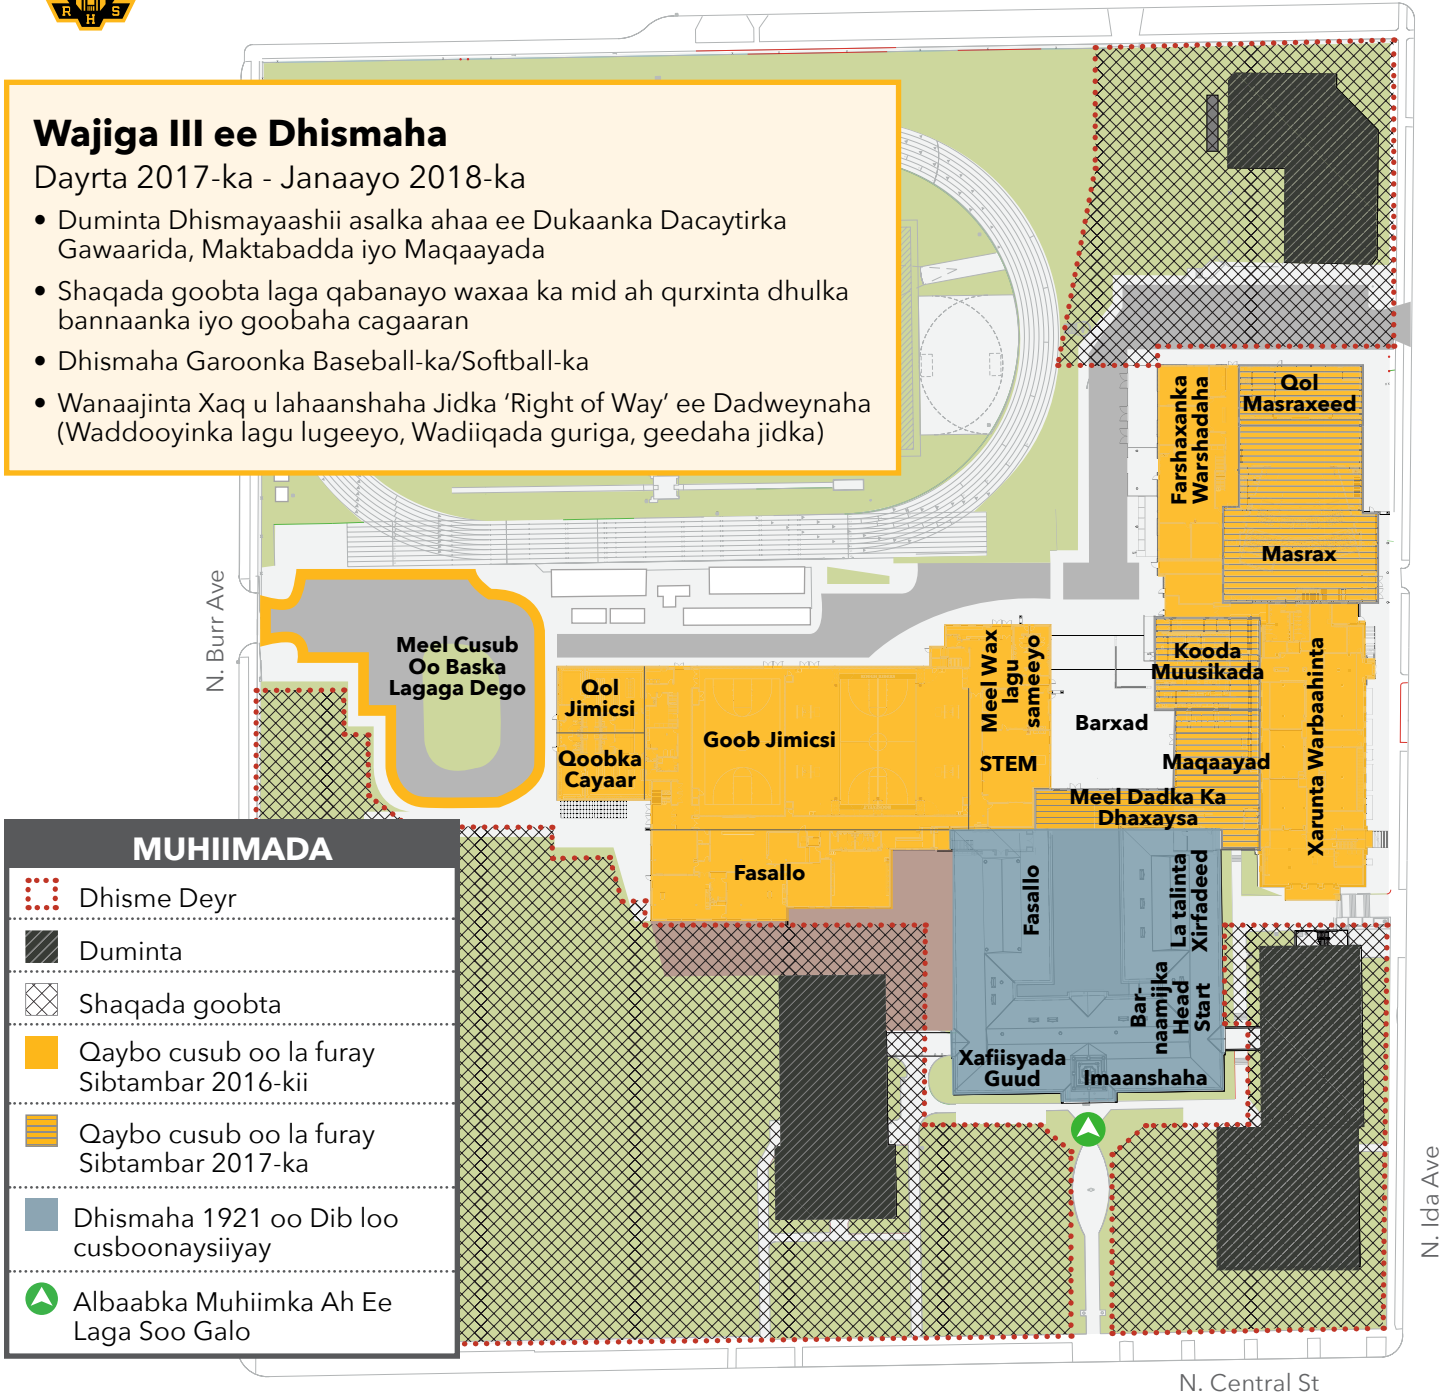 R H S
Wajiga III ee Dhismaha
Dayrta 2017-ka - Janaayo 2018-ka
• Duminta Dhismayaashii asalka ahaa ee Dukaanka Dacaytirka
Gawaarida, Maktabadda iyo Maqaayada
• Shaqada goobta laga qabanayo waxaa ka mid ah qurxinta dhulka
bannaanka iyo goobaha cagaaran
• Dhismaha Garoonka Baseball-ka/Softball-ka
• Wanaajinta Xaq u lahaanshaha Jidka ‘Right of Way’ ee Dadweynaha
(Waddooyinka lagu lugeeyo, Wadiiqada guriga, geedaha jidka)
Farshaxanka
Warshadaha
Qol
Masraxeed
Masrax
N. Burr Ave
Meel Cusub
Oo Baska
Lagaga Dego
Qol
Jimicsi
Qoobka
Cayaar
Goob Jimicsi
Meel Wax
lagu
sameeyo
STEM
Barxad
Kooda
Muusikada
Maqaayad
Meel Dadka Ka
Dhaxaysa
Xarunta Warbaahinta
Fasallo
Fasallo
La talinta
Xirfadeed
Bar-
naamijka
Head
Start
Xafiisyada
Guud
Imaanshaha
MUHIIMADA
Dhisme Deyr
Duminta
Shaqada goobta
Qaybo cusub oo la furay
Sibtambar 2016-kii
Qaybo cusub oo la furay
Sibtambar 2017-ka
Dhismaha 1921 oo Dib loo
cusboonaysiiyay
Albaabka Muhiimka Ah Ee
Laga Soo Galo
N. Ida Ave
N. Central St